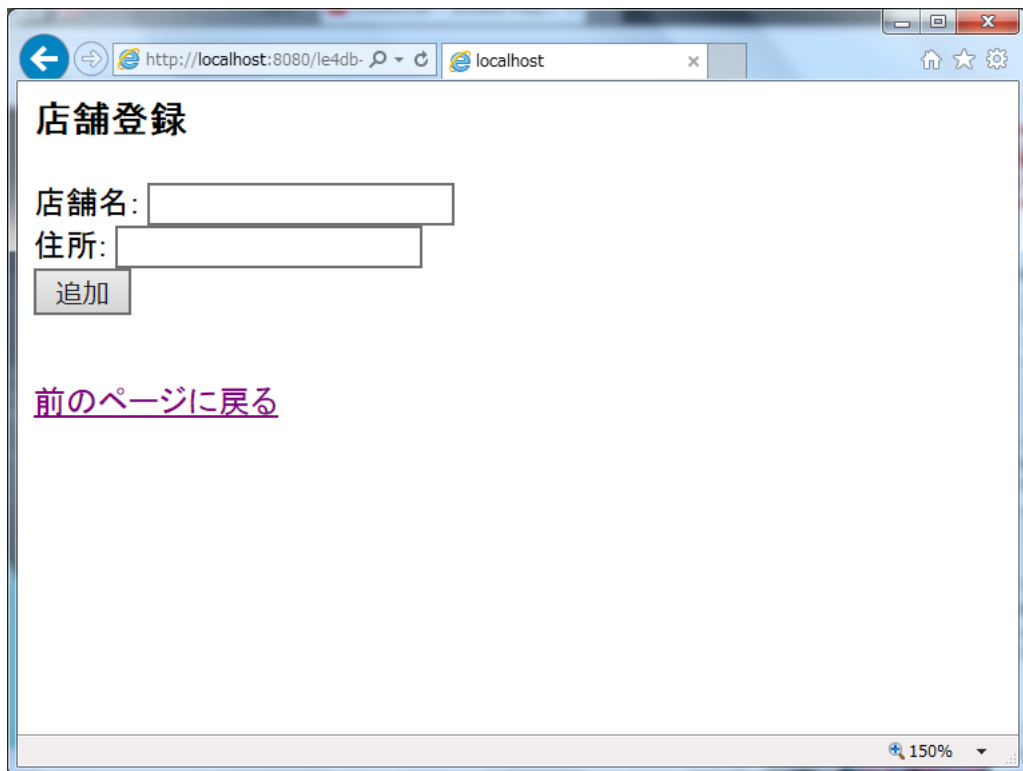 http://localhost:8080/le4db-
localhost
店舗登録
店舗名:
住所:
追加
前のページに戻る
150%